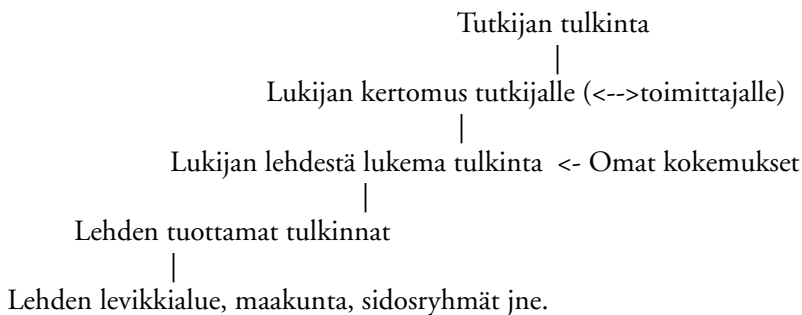 Tutkijan tulkinta
|
Lukijan kertomus tutkijalle (<-->toimittajalle)
|
Lukijan lehdestä lukema tulkinta <- Omat kokemukset
|
Lehden tuottamat tulkinnat
|
Lehden levikkialue, maakunta, sidosryhmät jne.